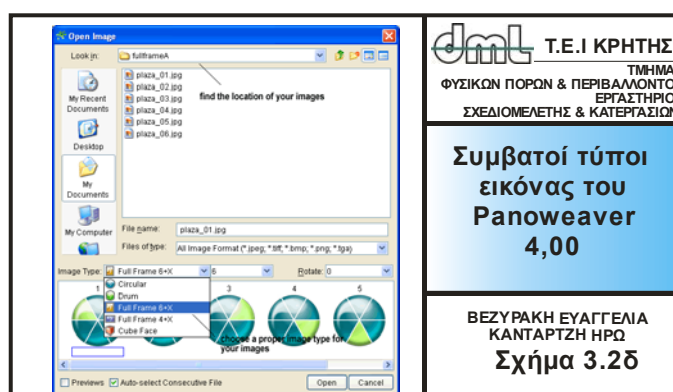 Open Image
Look in: fullframeA
plaza_01.jpg
plaza_02.jpg
plaza_03.jpg
plaza_04.jpg
plaza_05.jpg
plaza_06.jpg
find the location of your images
My Recent
Documents
Desktop
My
Documents
My Computer
File name: plaza_01.jpg
Files of type: All Image Format (*.jpeg; *.tiff; *.bmp; *.png; *.tga)
Image Type: Full Frame 6+X 6 Rotate: 0
Circular
Drum
Full Frame 6+X
Full Frame 4+X
Cube Face
1 3 4 5
choose a proper image type for
your images
Previews Auto-select Consecutive File Open Cancel
dml Τ.Ε.Ι ΚΡΗΤΗΣ
ΤΜΗΜΑ
ΦΥΣΙΚΩΝ ΠΟΡΩΝ & ΠΕΡΙΒΑΛΛΟΝΤΟ
ΕΡΓΑΣΤΗΡΙΟ
ΣΧΕΔΙΟΜΕΛΕΤΗΣ & ΚΑΤΕΡΓΑΣΙΩΝ
Συμβατοί τύποι
εικόνας του
Panoweaver
4,00
ΒΕΖΥΡΑΚΗ ΕΥΑΓΓΕΛΙΑ
ΚΑΝΤΑΡΤΖΗ ΗΡΩ
Σχήμα 3.2δ